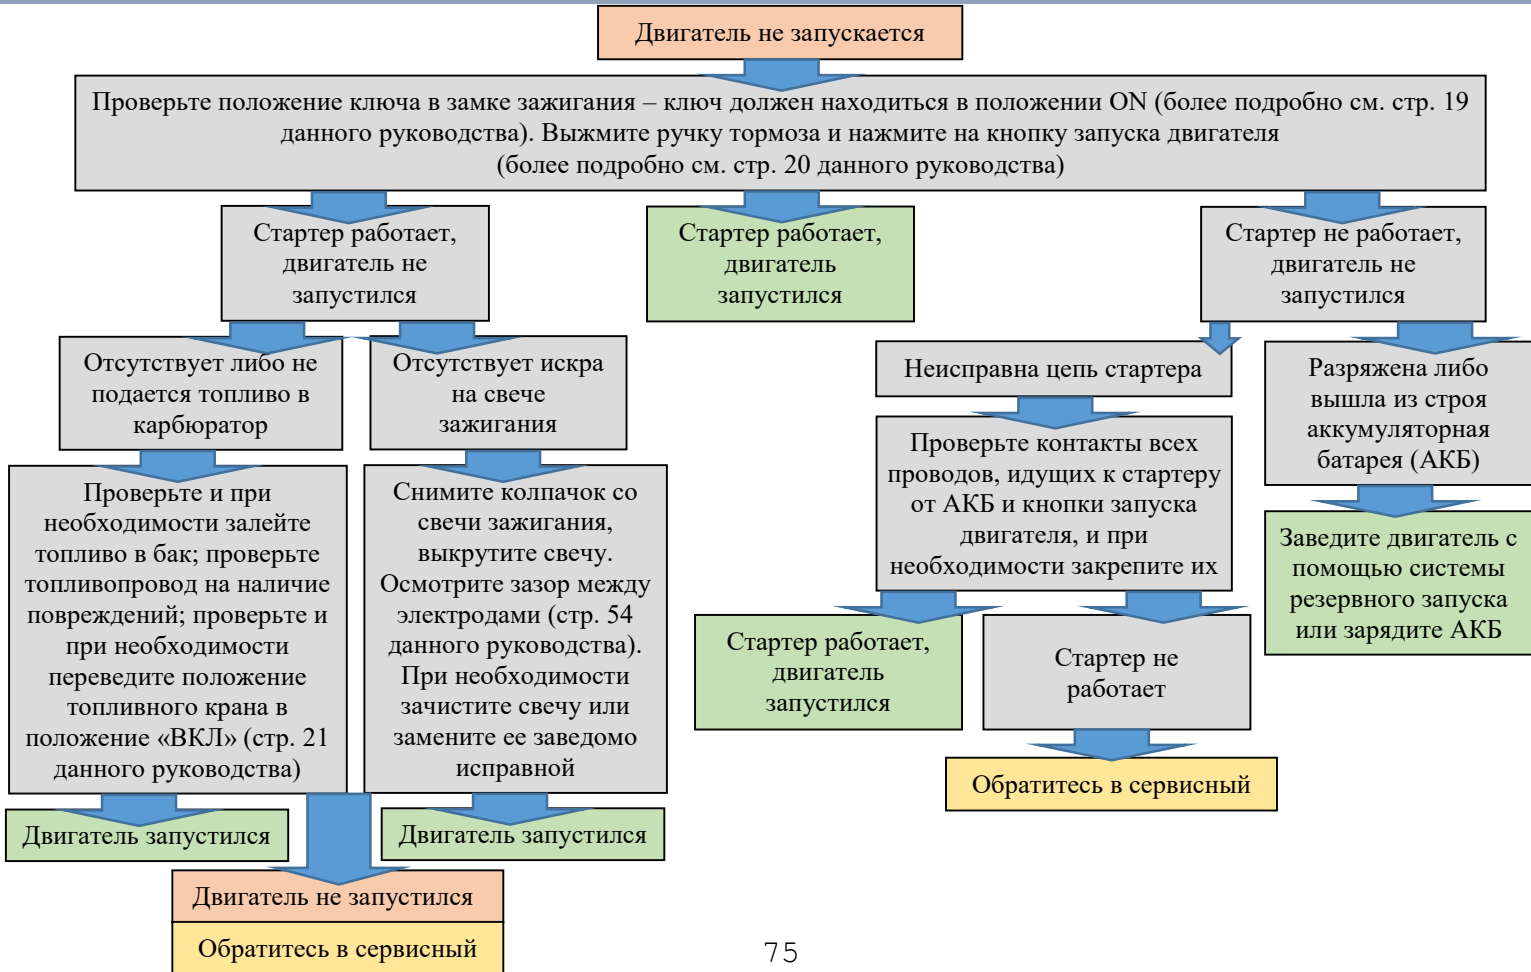 Двигатель не запускается
Проверьте положение ключа в замке зажигания – ключ должен находиться в положении ON (более подробно см. стр. 19
данного руководства). Выжмите ручку тормоза и нажмите на кнопку запуска двигателя
(более подробно см. стр. 20 данного руководства)
Стартер работает,
двигатель не
запустился
Стартер работает,
двигатель
запустился
Стартер не работает,
двигатель не
запустился
Отсутствует либо не
подается топливо в
карбюратор
Отсутствует искра
на свече
зажигания
Неисправна цепь стартера
Разряжена либо
вышла из строя
аккумуляторная
батарея (АКБ)
Проверьте и при
необходимости залейте
топливо в бак; проверьте
топливопровод на наличие
повреждений; проверьте и
при необходимости
переведите положение
топливного крана в
положение «ВКЛ» (стр. 21
данного руководства)
Снимите колпачок со
свечи зажигания,
выкрутите свечу.
Осмотрите зазор между
электродами (стр. 54
данного руководства).
При необходимости
зачистите свечу или
замените ее заведомо
исправной
Проверьте контакты всех
проводов, идущих к стартеру
от АКБ и кнопки запуска
двигателя, и при
необходимости закрепите их
Заведите двигатель с
помощью системы
резервного запуска
или зарядите АКБ
Стартер работает,
двигатель
запустился
Стартер не
работает
Обратитесь в сервисный
Двигатель запустился
Двигатель запустился
Двигатель не запустился
Обратитесь в сервисный
75